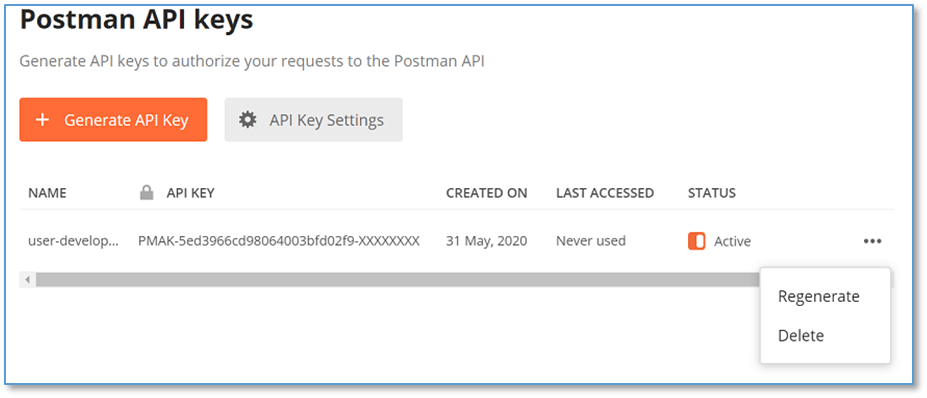 Postman API keys
Generate API keys to authorize your requests to the Postman API
+ Generate API Key
API Key Settings
NAME API KEY CREATED ON LAST ACCESSED STATUS
user-develop... PMAK-5ed3966cd98064003bfd02f9-XXXXXXXX 31 May, 2020 Never used Active •••
Regenerate
Delete